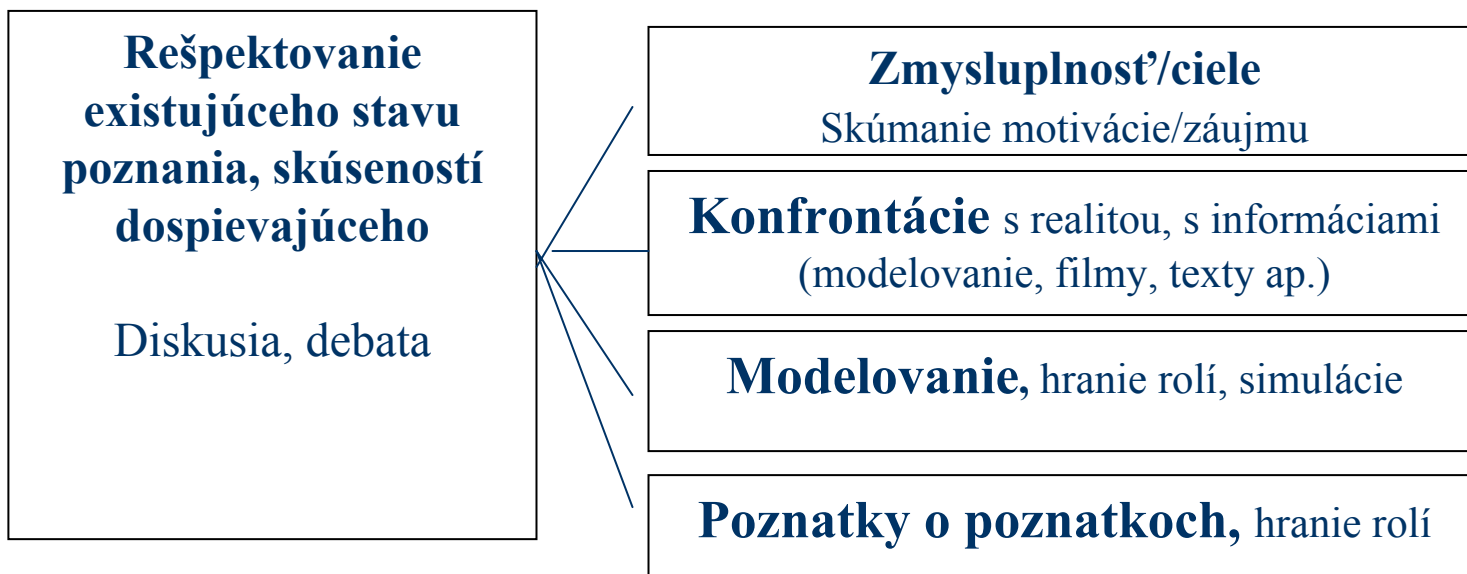 Rešpektovanie
existujúceho stavu
poznania, skúseností
dospievajúceho
Diskusia, debata
Zmysluplnosť/ciele
Skúmanie motivácie/záujmu
Konfrontácie s realitou, s informáciami
(modelovanie, filmy, texty ap.)
Modelovanie, hranie rolí, simulácie
Poznatky o poznatkoch, hranie rolí